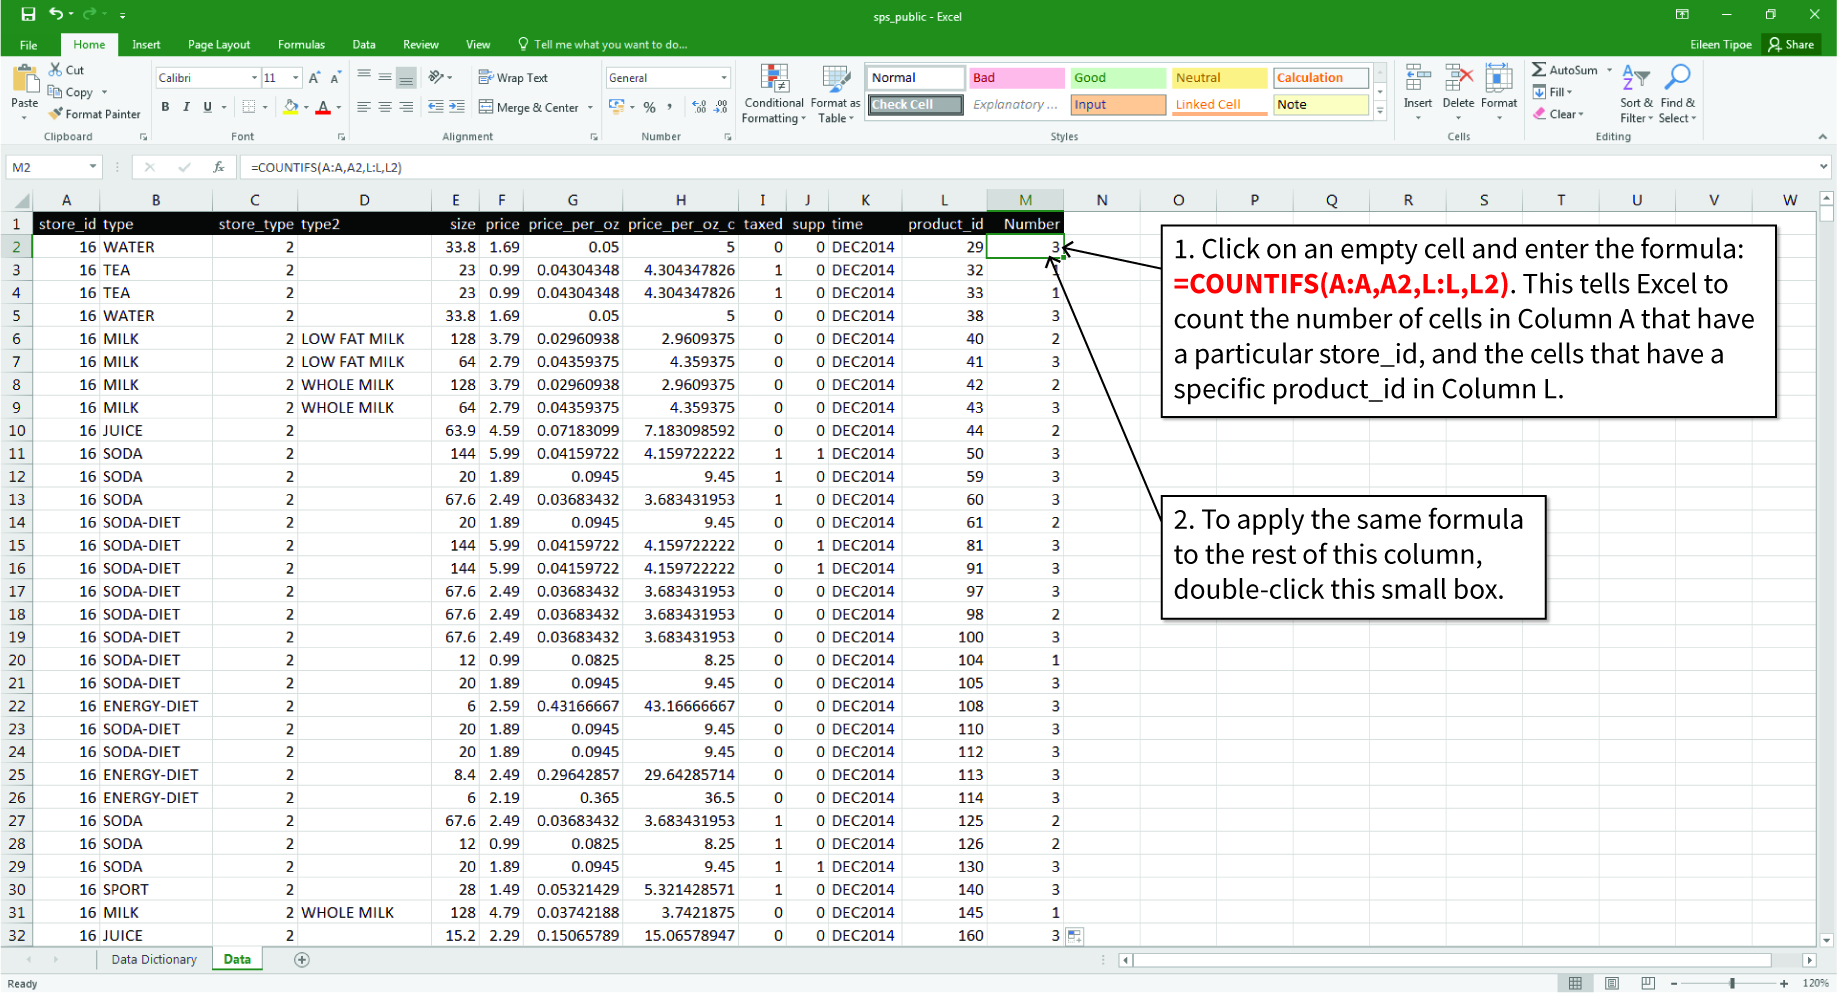 sps_public - Excel
File Home Insert Page Layout Formulas Data Review View Tell me what you want to do... Eileen Tipoe Share
Paste Cut Copy Format Painter Clipboard
Calibri 11 A A B I U A Font
Wrap Text Merge & Center Alignment
General % , Number
Conditional Formatting Format as Table
Normal Bad Good Neutral Calculation
Check Cell Explanatory ... Input Linked Cell Note
Styles
Insert Delete Format Cells
AutoSum Fill Clear Sort & Filter Find & Select Editing
M2 fx =COUNTIFS(A:A,A2,L:L,L2)
A B C D E F G H I J K L M N O P Q R S T U V W
1 store_id type store_type type2 size price price_per_oz price_per_oz_c taxed supp time product_id Number
2 16 WATER 2 33.8 1.69 0.05 5 0 0 DEC2014 29 3
3 16 TEA 2 23 0.99 0.04304348 4.304347826 1 0 DEC2014 32 1
4 16 TEA 2 23 0.99 0.04304348 4.304347826 1 0 DEC2014 33 1
5 16 WATER 2 33.8 1.69 0.05 5 0 0 DEC2014 38 3
6 16 MILK 2 LOW FAT MILK 128 3.79 0.02960938 2.9609375 0 0 DEC2014 40 2
7 16 MILK 2 LOW FAT MILK 64 2.79 0.04359375 4.359375 0 0 DEC2014 41 3
8 16 MILK 2 WHOLE MILK 128 3.79 0.02960938 2.9609375 0 0 DEC2014 42 2
9 16 MILK 2 WHOLE MILK 64 2.79 0.04359375 4.359375 0 0 DEC2014 43 3
10 16 JUICE 2 63.9 4.59 0.07183099 7.183098592 0 0 DEC2014 44 2
11 16 SODA 2 144 5.99 0.04159722 4.159722222 1 1 DEC2014 50 3
12 16 SODA 2 20 1.89 0.0945 9.45 1 0 DEC2014 59 3
13 16 SODA 2 67.6 2.49 0.03683432 3.683431953 1 0 DEC2014 60 3
14 16 SODA-DIET 2 20 1.89 0.0945 9.45 0 0 DEC2014 61 2
15 16 SODA-DIET 2 144 5.99 0.04159722 4.159722222 0 1 DEC2014 81 3
16 16 SODA-DIET 2 144 5.99 0.04159722 4.159722222 0 1 DEC2014 91 3
17 16 SODA-DIET 2 67.6 2.49 0.03683432 3.683431953 0 0 DEC2014 97 3
18 16 SODA-DIET 2 67.6 2.49 0.03683432 3.683431953 0 0 DEC2014 98 2
19 16 SODA-DIET 2 67.6 2.49 0.03683432 3.683431953 0 0 DEC2014 100 3
20 16 SODA-DIET 2 12 0.99 0.0825 8.25 0 0 DEC2014 104 1
21 16 SODA-DIET 2 20 1.89 0.0945 9.45 0 0 DEC2014 105 3
22 16 ENERGY-DIET 2 6 2.59 0.43166667 43.16666667 0 0 DEC2014 108 3
23 16 SODA-DIET 2 20 1.89 0.0945 9.45 0 0 DEC2014 110 3
24 16 SODA-DIET 2 20 1.89 0.0945 9.45 0 0 DEC2014 112 3
25 16 ENERGY-DIET 2 8.4 2.49 0.29642857 29.64285714 0 0 DEC2014 113 3
26 16 ENERGY-DIET 2 6 2.19 0.365 36.5 0 0 DEC2014 114 3
27 16 SODA 2 67.6 2.49 0.03683432 3.683431953 1 0 DEC2014 125 2
28 16 SODA 2 12 0.99 0.0825 8.25 1 0 DEC2014 126 2
29 16 SODA 2 20 1.89 0.0945 9.45 1 1 DEC2014 130 3
30 16 SPORT 2 28 1.49 0.05321429 5.321428571 1 0 DEC2014 140 3
31 16 MILK 2 WHOLE MILK 128 4.79 0.03742188 3.7421875 0 0 DEC2014 145 1
32 16 JUICE 2 15.2 2.29 0.15065789 15.06578947 0 0 DEC2014 160 3
1. Click on an empty cell and enter the formula:
=COUNTIFS(A:A,A2,L:L,L2). This tells Excel to
count the number of cells in Column A that have
a particular store_id, and the cells that have a
specific product_id in Column L.
2. To apply the same formula
to the rest of this column,
double-click this small box.
Data Dictionary Data
Ready 120%